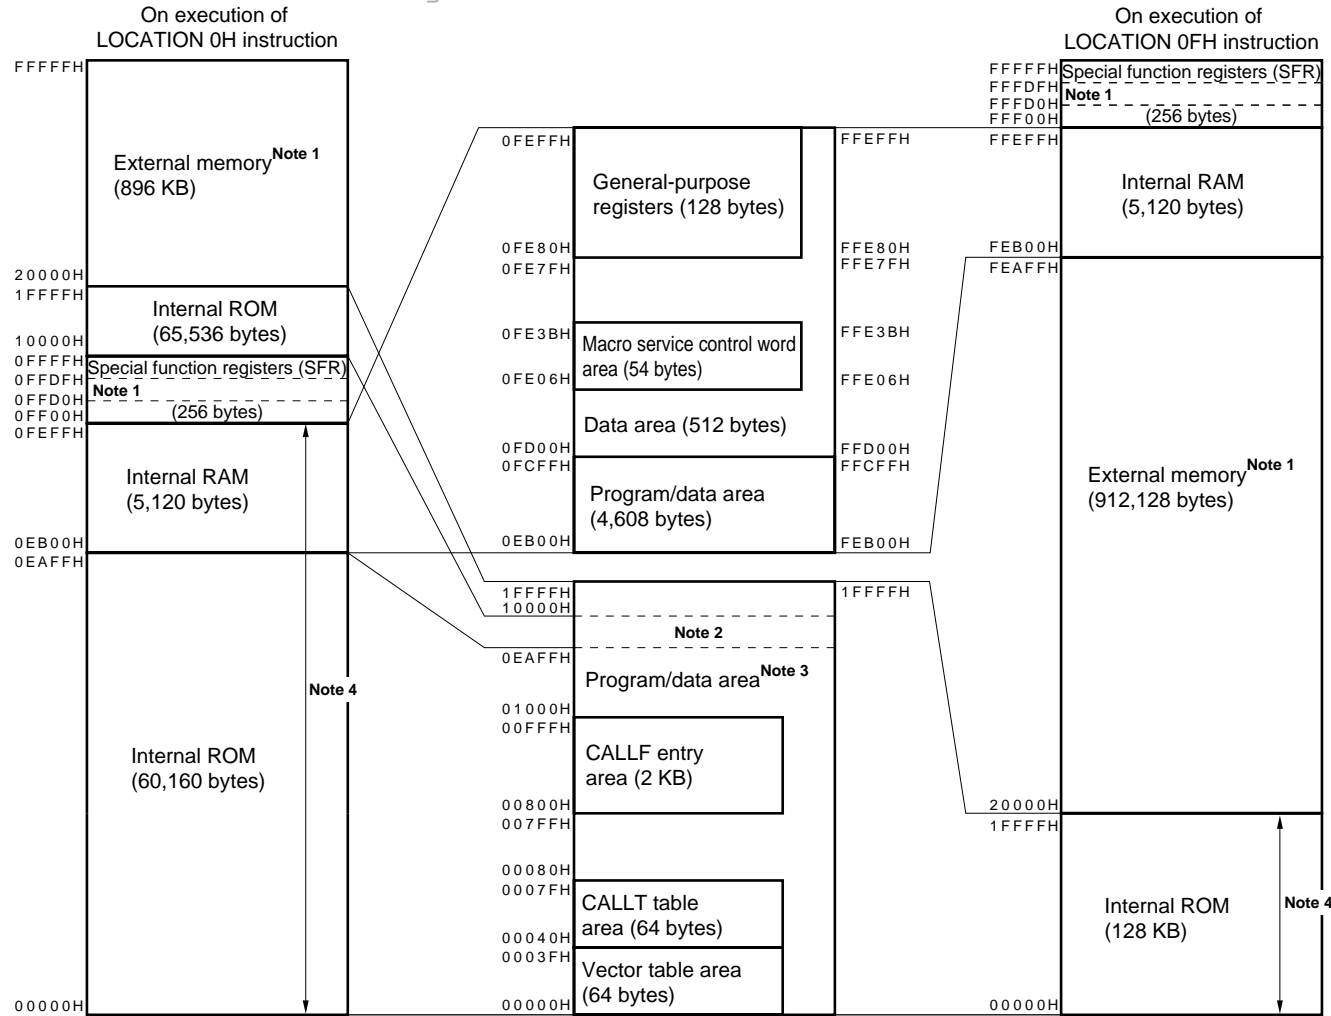 On execution of
LOCATION 0H instruction
FFFFFH
External memory Note 1
(896 KB)
20000H
1FFFFH
Internal ROM
(65,536 bytes)
10000H
0FFFFH
Special function registers (SFR)
0FFDFH
Note 1
0FFD0H
0FF00H
(256 bytes)
0FEFFH
Internal RAM
(5,120 bytes)
0EB00H
0EAFFH
Note 4
Internal ROM
(60,160 bytes)
00000H
0FEFFH
FFEFFH
General-purpose
registers (128 bytes)
0FE80H
FFE80H
0FE7FH
FFE7FH
0FE3BH
FFE3BH
Macro service control word
area (54 bytes)
0FE06H
FFE06H
Data area (512 bytes)
0FD00H
FFD00H
0FCFFH
FFCFFH
Program/data area
(4,608 bytes)
0EB00H
FEB00H
1FFFFH
1FFFFH
10000H
Note 2
0EAFFH
Program/data area Note 3
01000H
00FFFH
CALLF entry
area (2 KB)
00800H
007FFH
00080H
0007FH
CALLT table
area (64 bytes)
00040H
0003FH
Vector table area
(64 bytes)
00000H
On execution of
LOCATION 0FH instruction
FFFFFH
Special function registers (SFR)
FFFDFH
Note 1
FFFD0H
FFF00H
(256 bytes)
FFEFFH
Internal RAM
(5,120 bytes)
FEB00H
FEAFFH
External memory Note 1
(912,128 bytes)
20000H
1FFFFH
Internal ROM
(128 KB)
Note 4
00000H